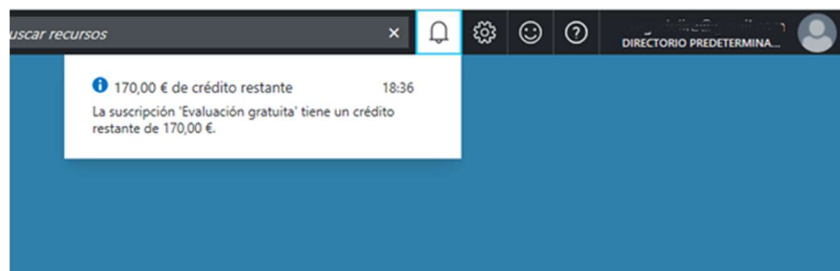 uscar recursos
DIRECTORIO PREDETERMINA...
170,00 € de crédito restante 18:36
La suscripción 'Evaluación gratuita' tiene un crédito
restante de 170,00 €.